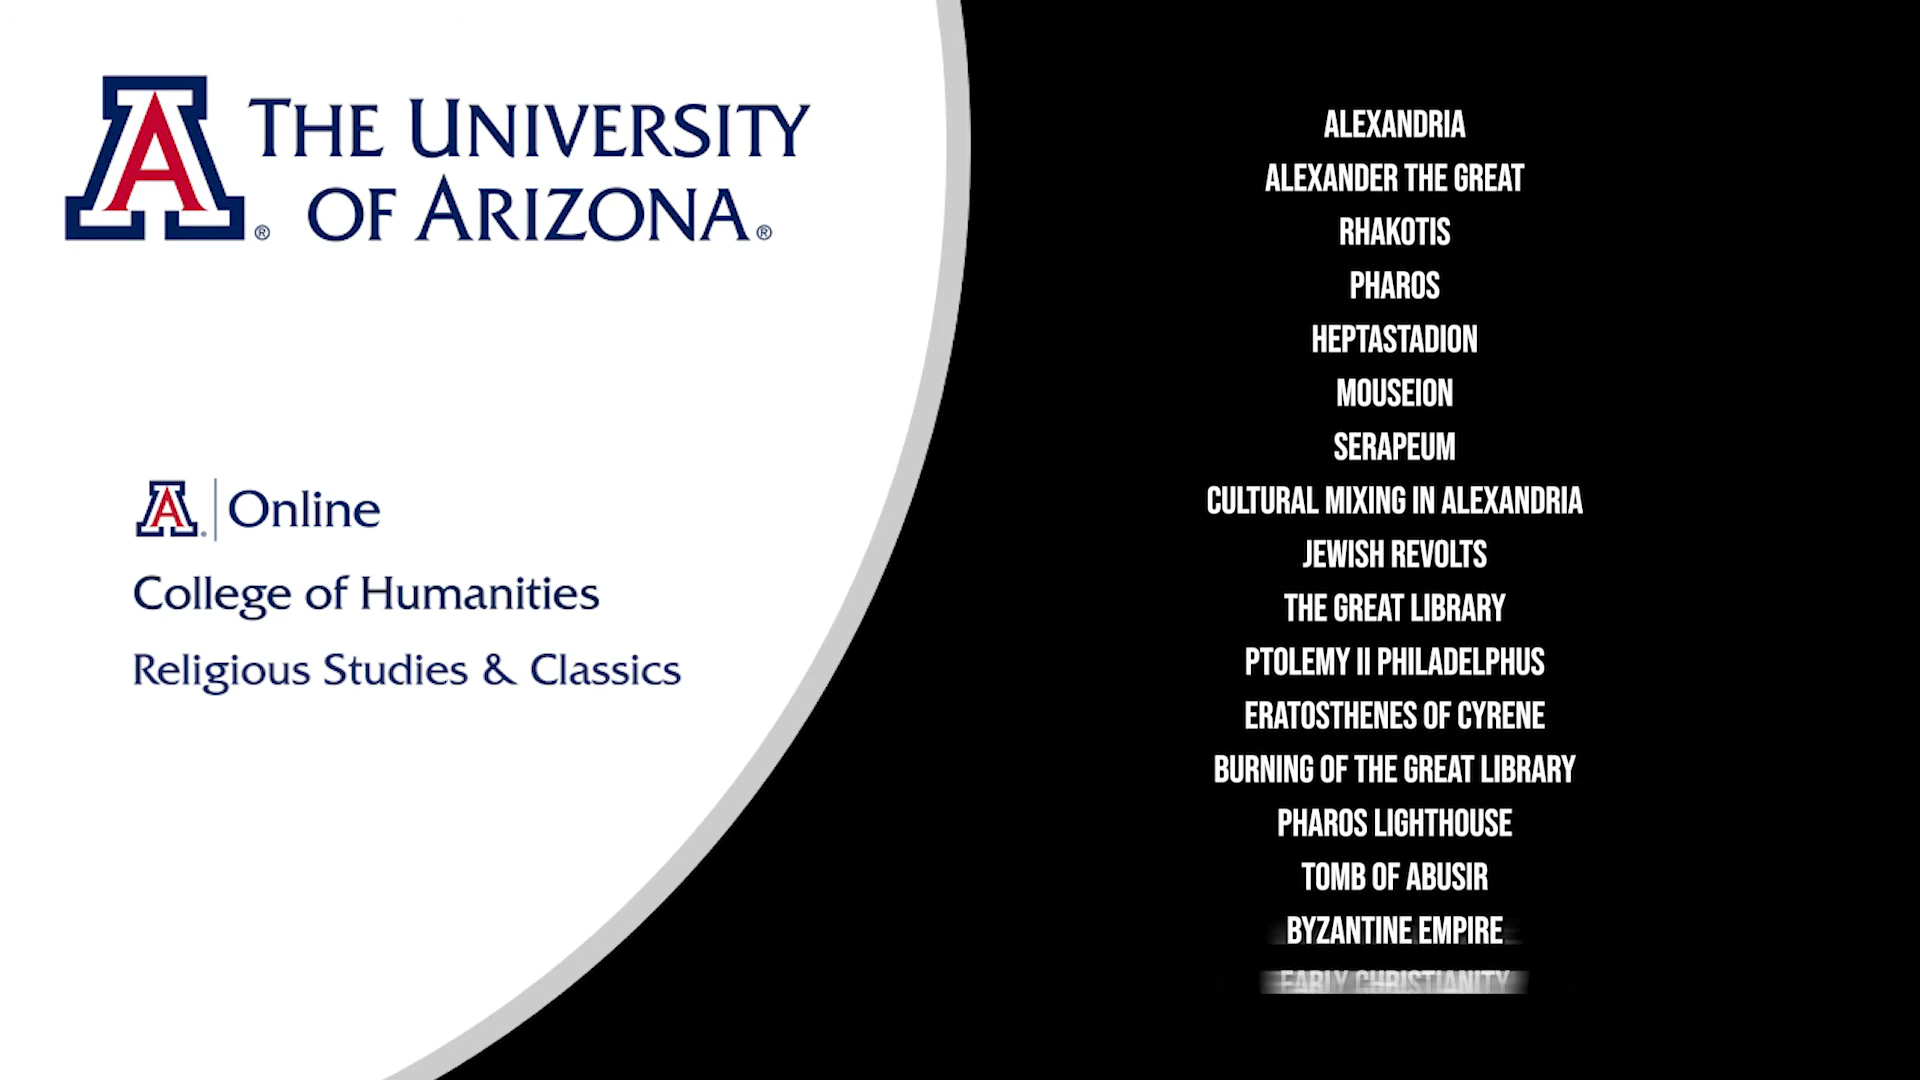 A® THE UNIVERSITY
OF ARIZONA®
A® Online
College of Humanities
Religious Studies & Classics
ALEXANDRIA
ALEXANDER THE GREAT
RHAKOTIS
PHAROS
HEPTASTADION
MOUSEION
SERAPEUM
CULTURAL MIXING IN ALEXANDRIA
JEWISH REVOLTS
THE GREAT LIBRARY
PTOLEMY II PHILADELPHUS
ERATOSTHENES OF CYRENE
BURNING OF THE GREAT LIBRARY
PHAROS LIGHTHOUSE
TOMB OF ABUSIR
BYZANTINE EMPIRE
EARLY CHRISTIANITY